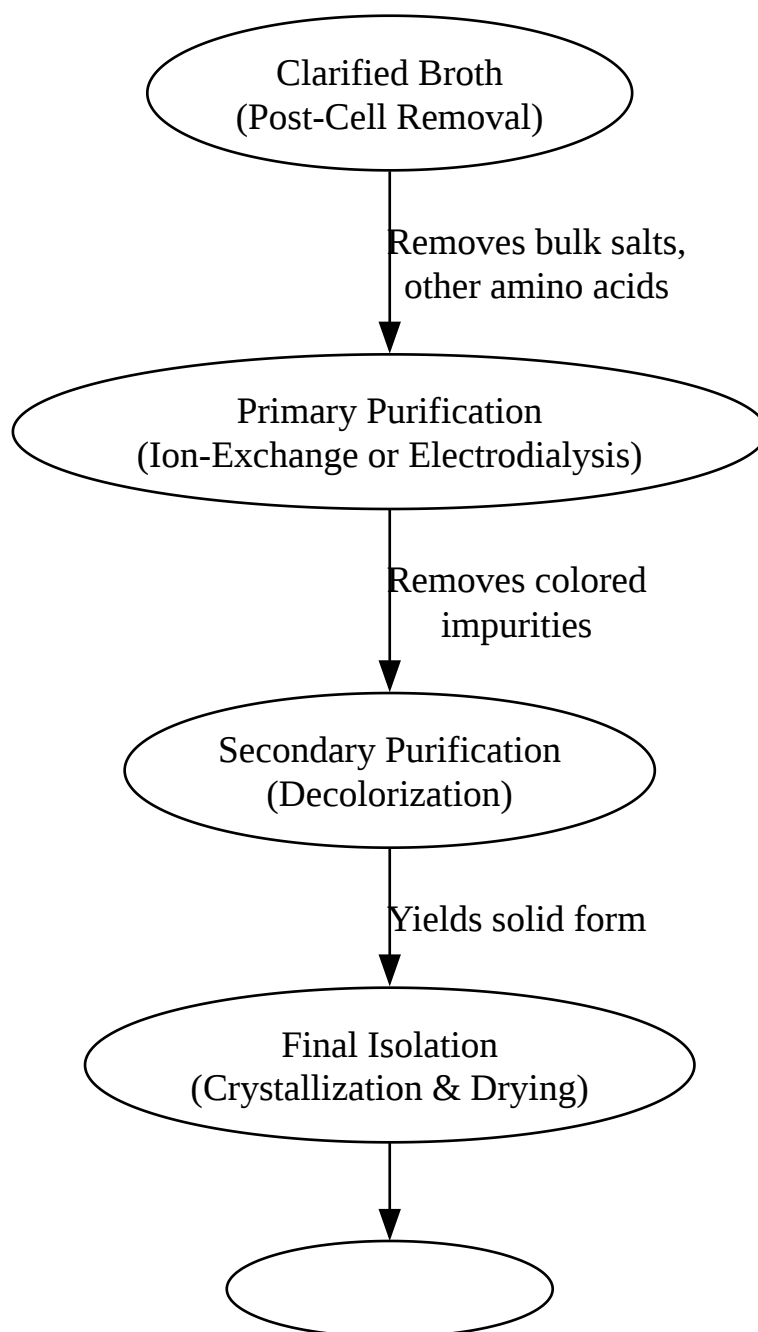 Clarified Broth
(Post-Cell Removal)
Removes bulk salts,
other amino acids
Primary Purification
(Ion-Exchange or Electrodialysis)
Removes colored
impurities
Secondary Purification
(Decolorization)
Yields solid form
Final Isolation
(Crystallization & Drying)